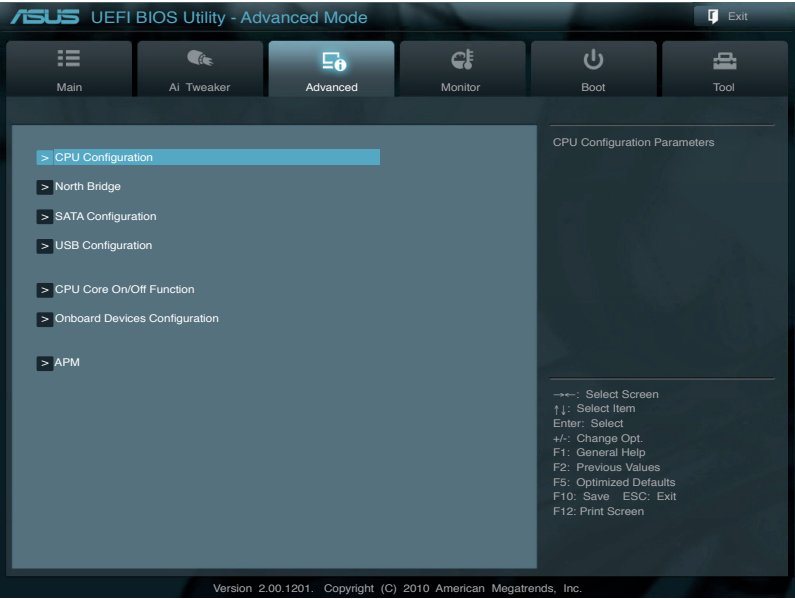 ASUS UEFI BIOS Utility - Advanced Mode
Exit
Main
Ai Tweaker
Advanced
Monitor
Boot
Tool
> CPU Configuration
> North Bridge
> SATA Configuration
> USB Configuration
> CPU Core On/Off Function
> Onboard Devices Configuration
> APM
CPU Configuration Parameters
→←: Select Screen
↑↓: Select Item
Enter: Select
+/-: Change Opt.
F1: General Help
F2: Previous Values
F5: Optimized Defaults
F10: Save ESC: Exit
F12: Print Screen
Version 2.00.1201. Copyright (C) 2010 American Megatrends, Inc.